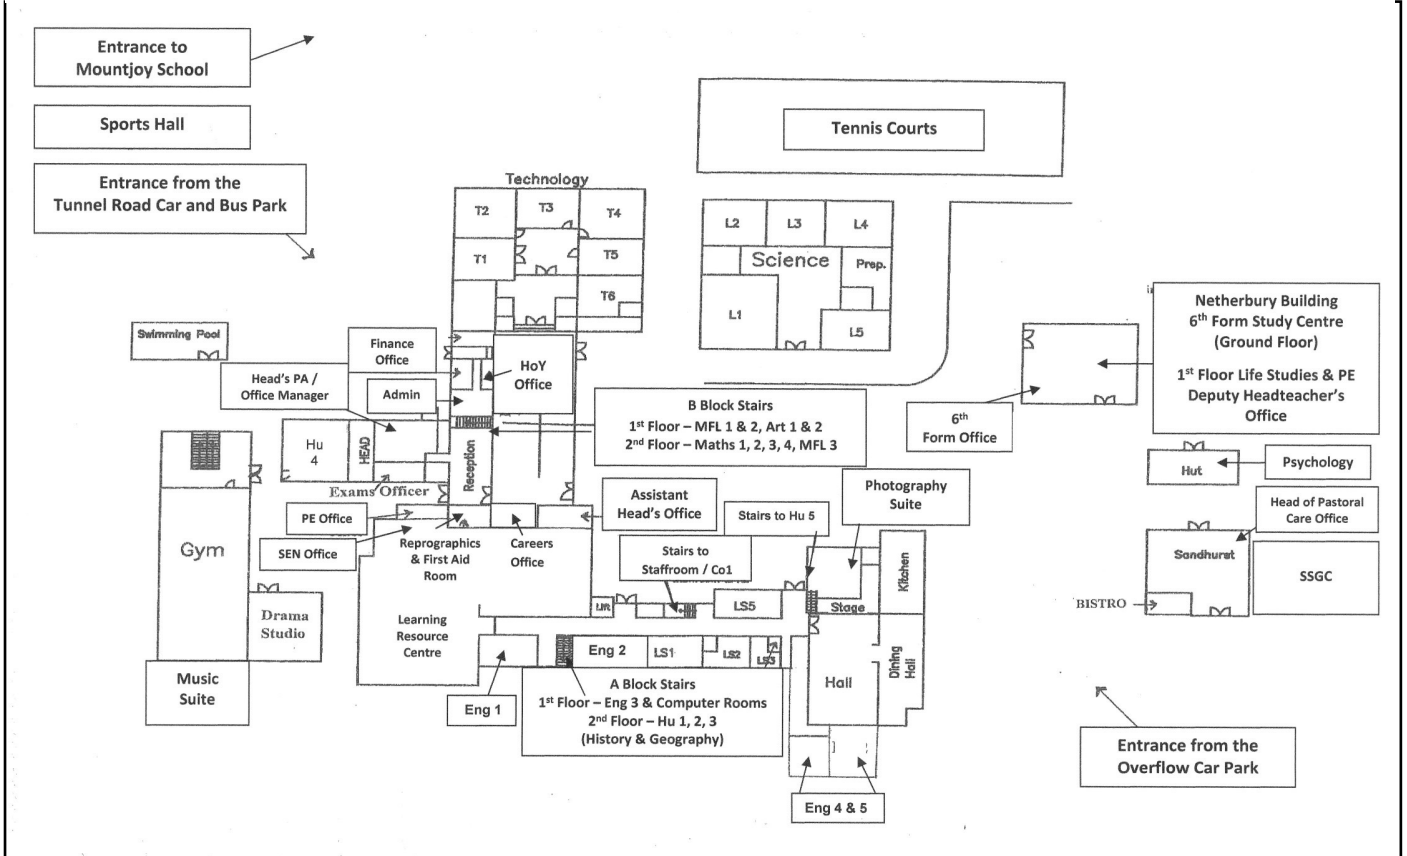 Entrance to
Mountjoy School
Sports Hall
Entrance from the
Tunnel Road Car and Bus Park
Tennis Courts
Technology
T2
T3
T4
T1
T5
T6
L2
L3
L4
Science
Prep.
L1
L5
Swimming Pool
Finance
Office
HoY
Office
Head's PA /
Office Manager
Admin
Netherbury Building
6th Form Study Centre
(Ground Floor)
1st Floor Life Studies & PE
Deputy Headteacher's
Office
6th
Form Office
B Block Stairs
1st Floor – MFL 1 & 2, Art 1 & 2
2nd Floor – Maths 1, 2, 3, 4, MFL 3
Hu
4
HEAD
Reception
Exams Officer
Hut
Psychology
PE Office
SEN Office
Reprographics
& First Aid
Room
Careers
Office
Assistant
Head's Office
Stairs to Hu 5
Photography
Suite
Head of Pastoral
Care Office
Gym
Stairs to
Staffroom / Co1
Kitchen
Sandhurst
SSGC
BISTRO
Drama
Studio
Learning
Resource
Centre
LS5
Stage
Eng 2
LS1
LS2
LS3
Hall
Dining
Hall
Music
Suite
Eng 1
A Block Stairs
1st Floor – Eng 3 & Computer Rooms
2nd Floor – Hu 1, 2, 3
(History & Geography)
Entrance from the
Overflow Car Park
Eng 4 & 5